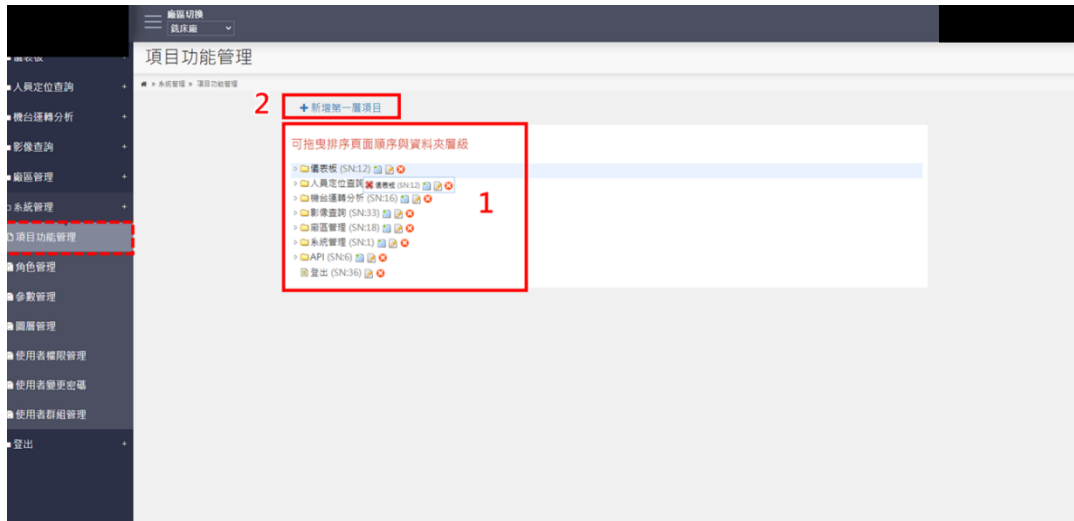 廠區切換
銑床廠
項目功能管理
儀表板 +
人員定位查詢 +
機台運轉分析 +
影像查詢 +
廠區管理 +
系統管理 +
項目功能管理
角色管理
參數管理
圖層管理
使用者權限管理
使用者變更密碼
使用者群組管理
登出 +
» 系統管理 » 項目功能管理
2
+新增第一層項目
可拖曳排序頁面順序與資料夾層級
儀表板 (SN:12)
人員定位查詢 儀表板 (SN:12)
機台運轉分析 (SN:16)
影像查詢 (SN:33)
廠區管理 (SN:18)
系統管理 (SN:1)
API (SN:6)
登出 (SN:36)
1